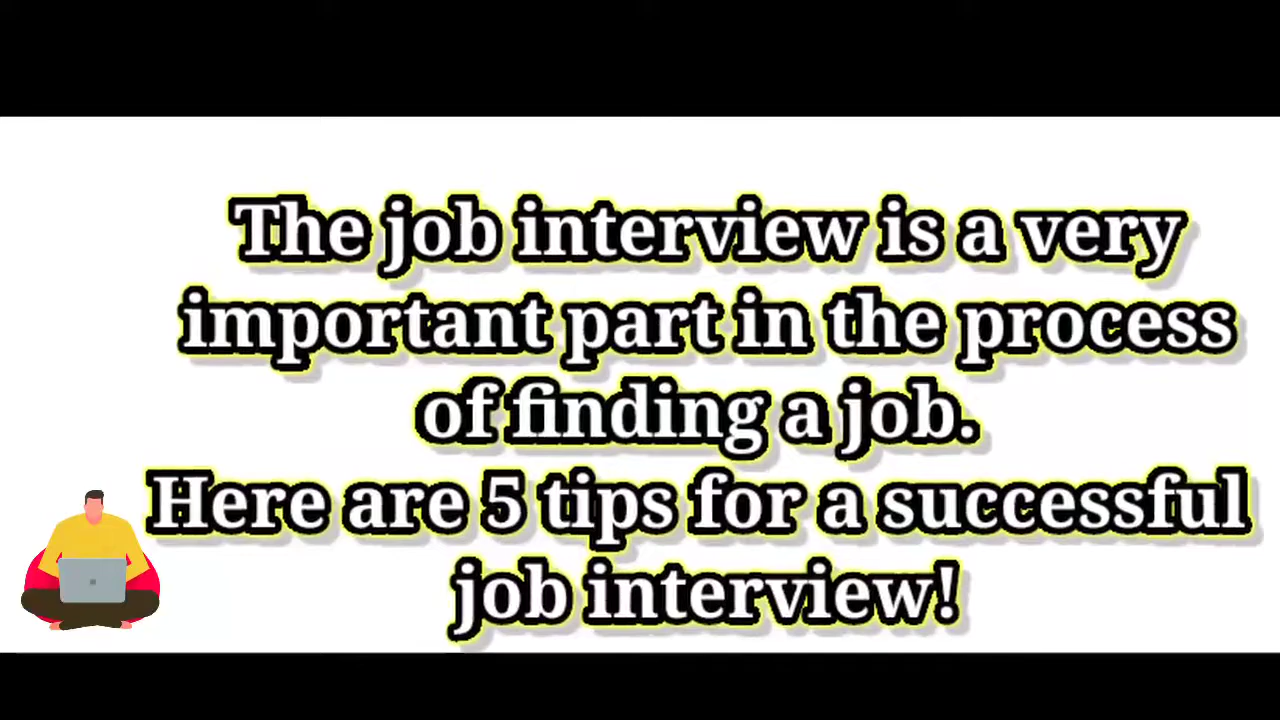 The job interview is a very
important part in the process
of finding a job.
Here are 5 tips for a successful
job interview!